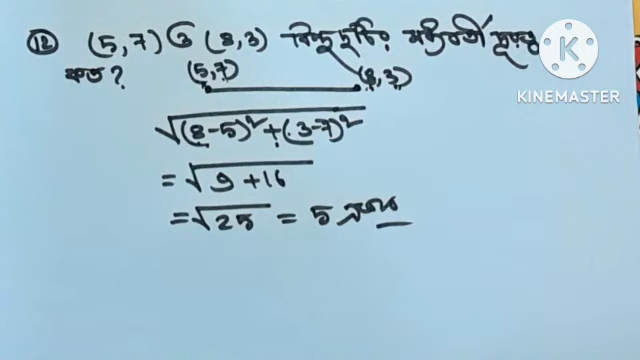 12 (5,7) ও (8,3) বিন্দু দুটির মধ্যবর্তী দূরত্ব
কত?
(5,7) (8,3)
√(8-5)²+(3-7)²
= √9+16
= √25 = 5 একক
KINEMASTER